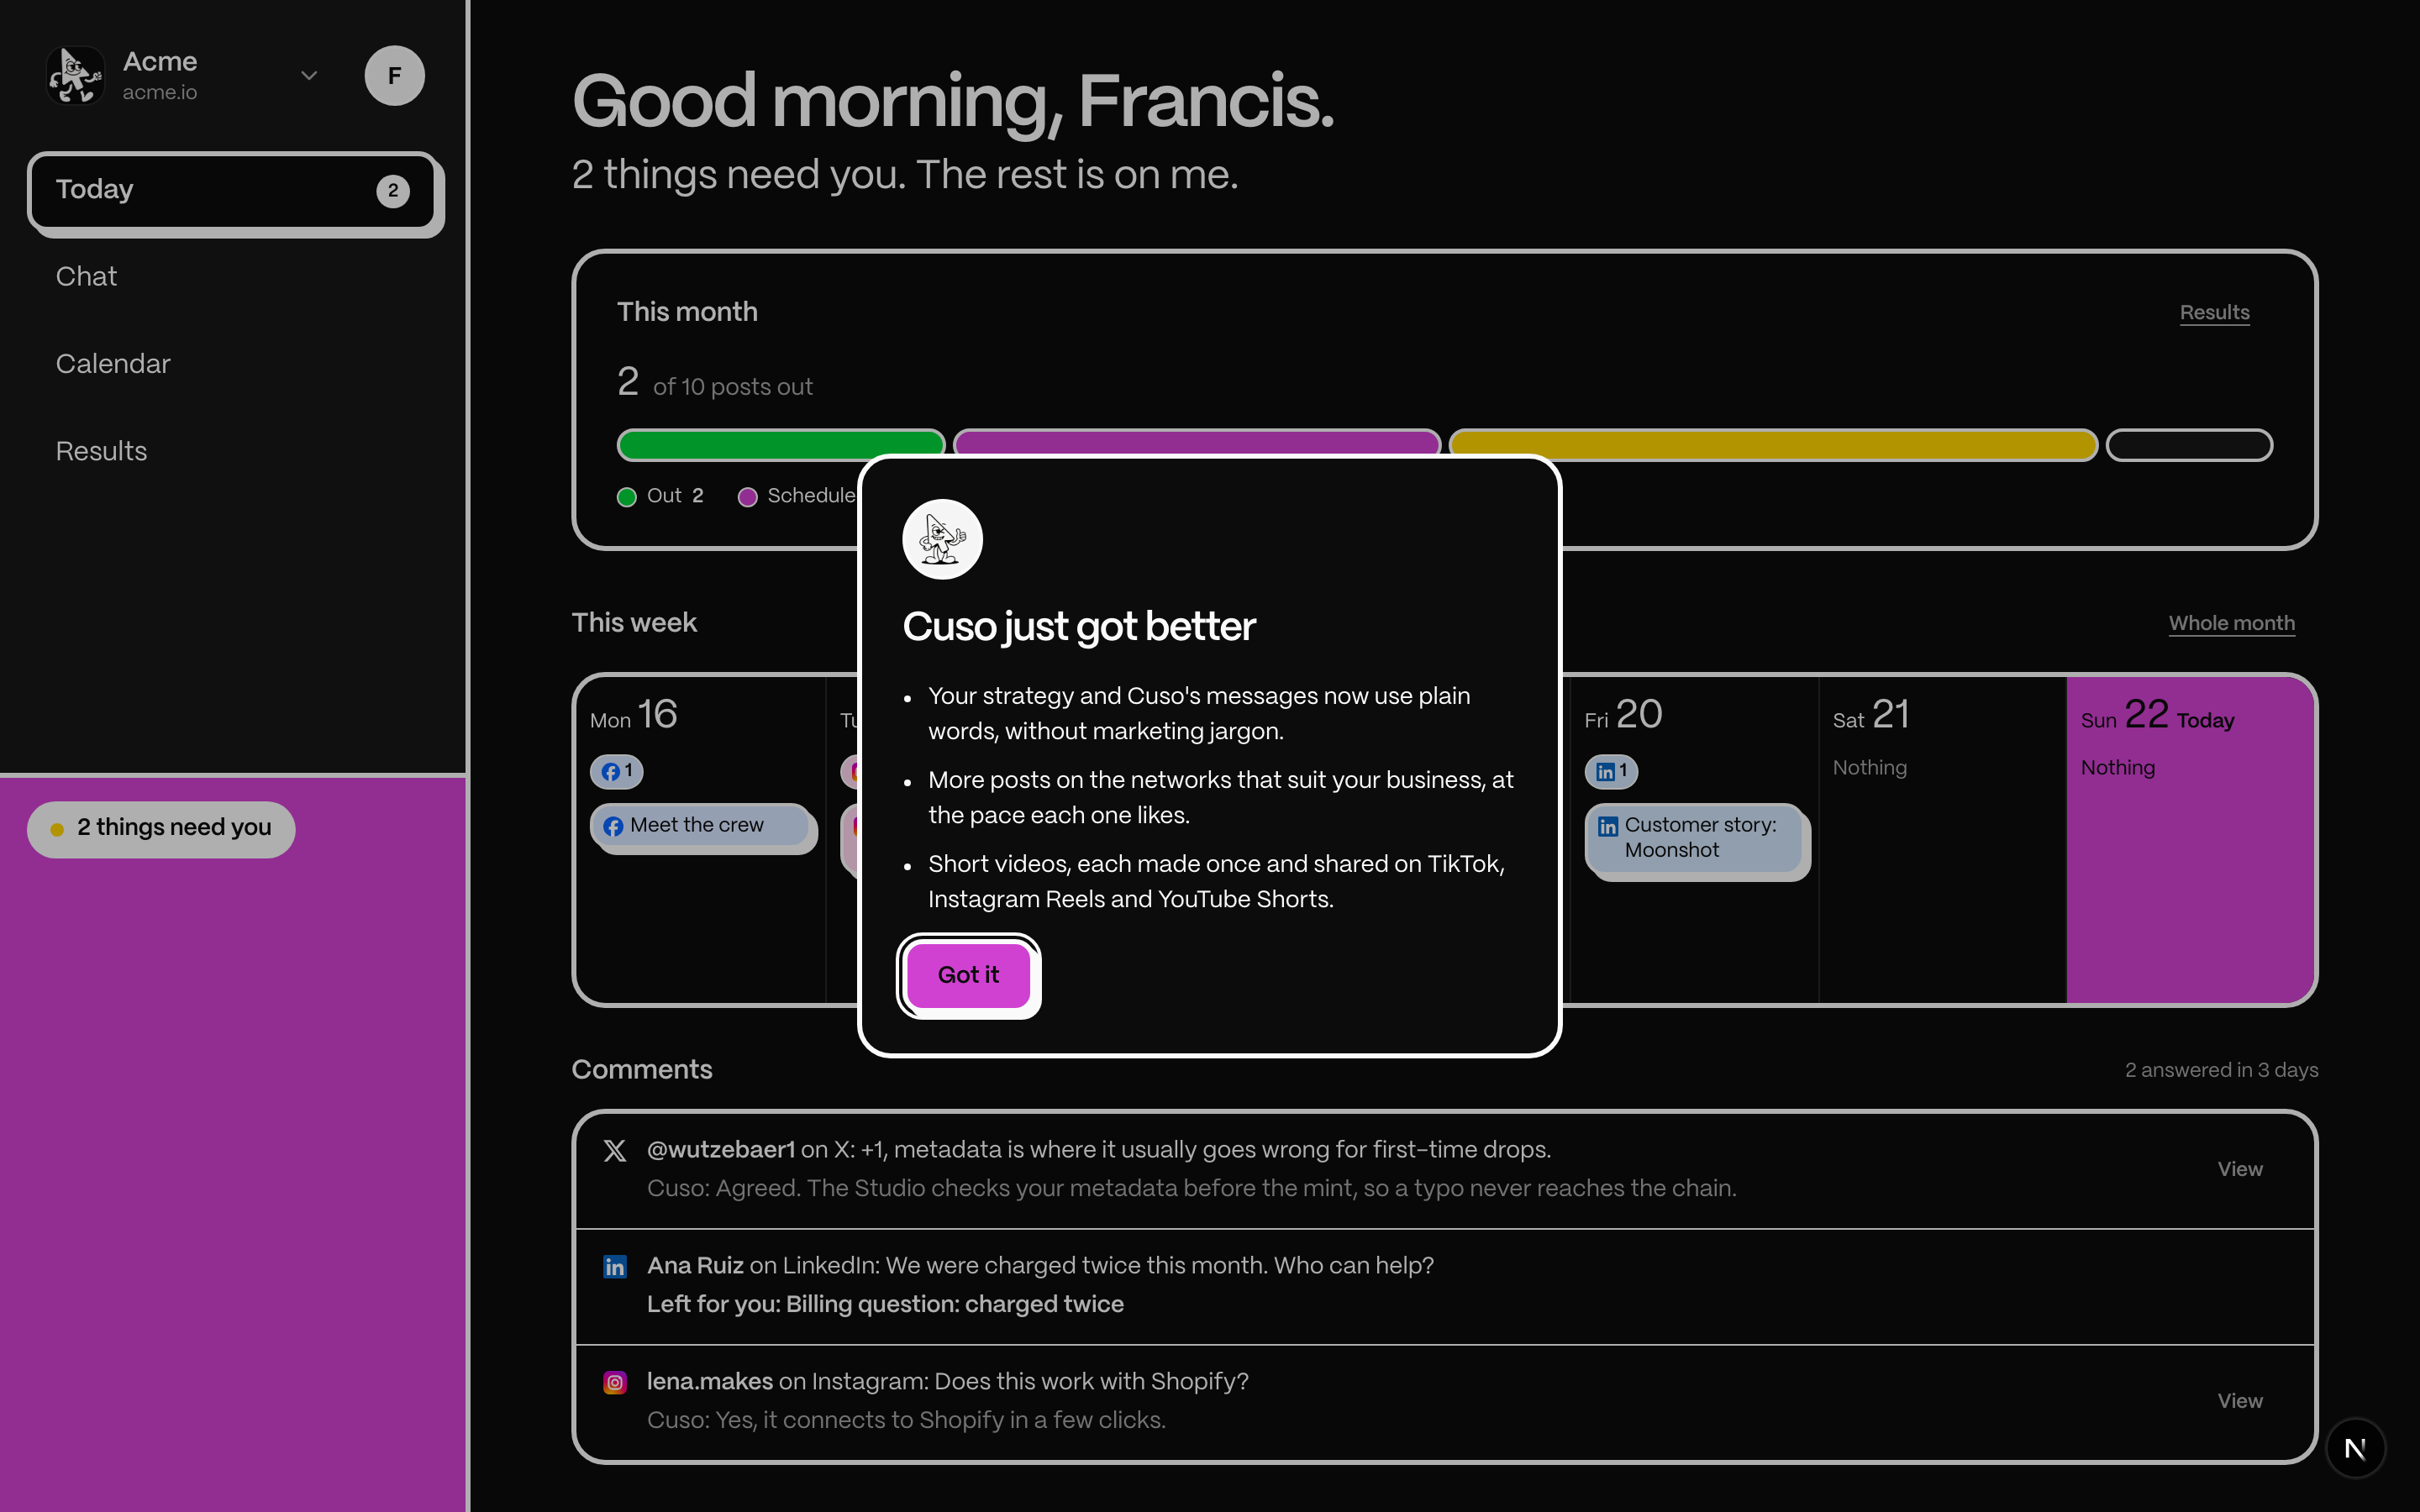 Acme
acme.io
F
Today 2
Chat
Calendar
Results
2 things need you
Good morning, Francis.
2 things need you. The rest is on me.
This month
Results
2 of 10 posts out
Out 2
Schedule
Cuso just got better
Your strategy and Cuso's messages now use plain
words, without marketing jargon.
More posts on the networks that suit your business, at
the pace each one likes.
Short videos, each made once and shared on TikTok,
Instagram Reels and YouTube Shorts.
Got it
This week
Whole month
Mon 16
1
Meet the crew
Fri 20
1
Customer story:
Moonshot
Sat 21
Nothing
Sun 22 Today
Nothing
Comments
2 answered in 3 days
@wutzebaer1 on X: +1, metadata is where it usually goes wrong for first-time drops.
Cuso: Agreed. The Studio checks your metadata before the mint, so a typo never reaches the chain.
View
Ana Ruiz on LinkedIn: We were charged twice this month. Who can help?
Left for you: Billing question: charged twice
lena.makes on Instagram: Does this work with Shopify?
Cuso: Yes, it connects to Shopify in a few clicks.
View
N